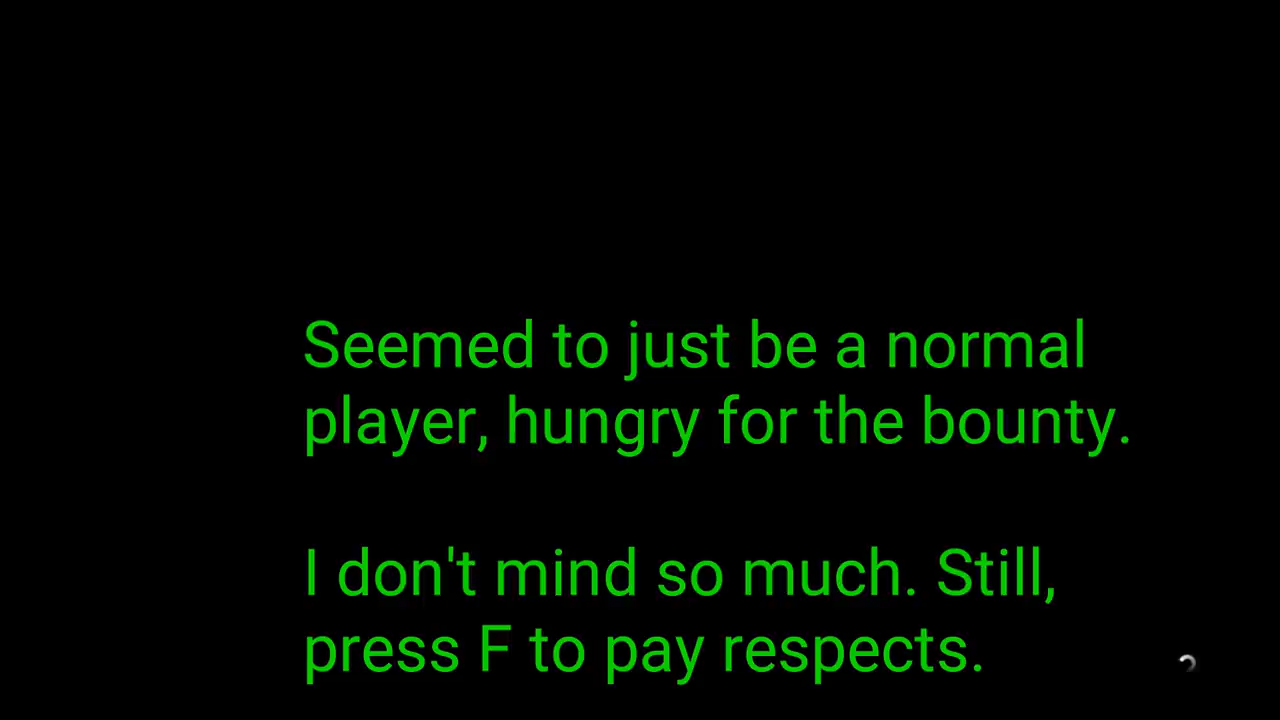 Seemed to just be a normal
player, hungry for the bounty.
I don't mind so much. Still,
press F to pay respects.